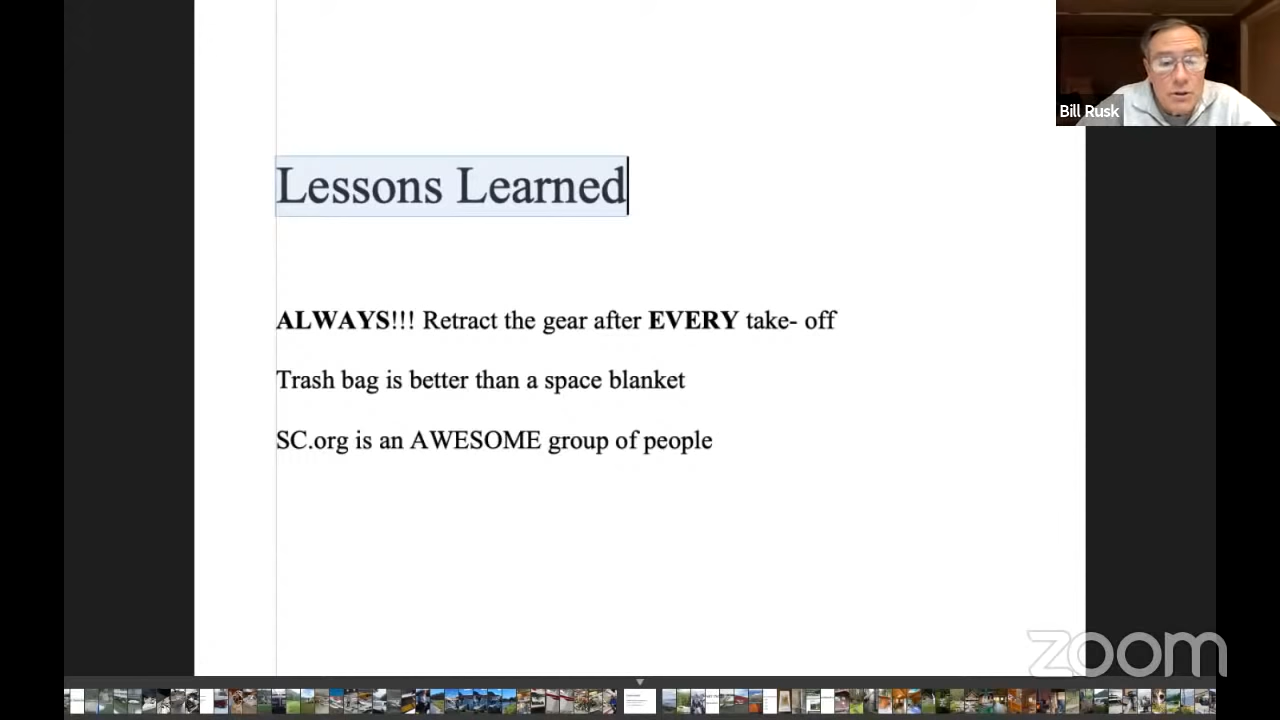 Bill Rusk
Lessons Learned
ALWAYS!!! Retract the gear after EVERY take- off
Trash bag is better than a space blanket
SC.org is an AWESOME group of people
zoom